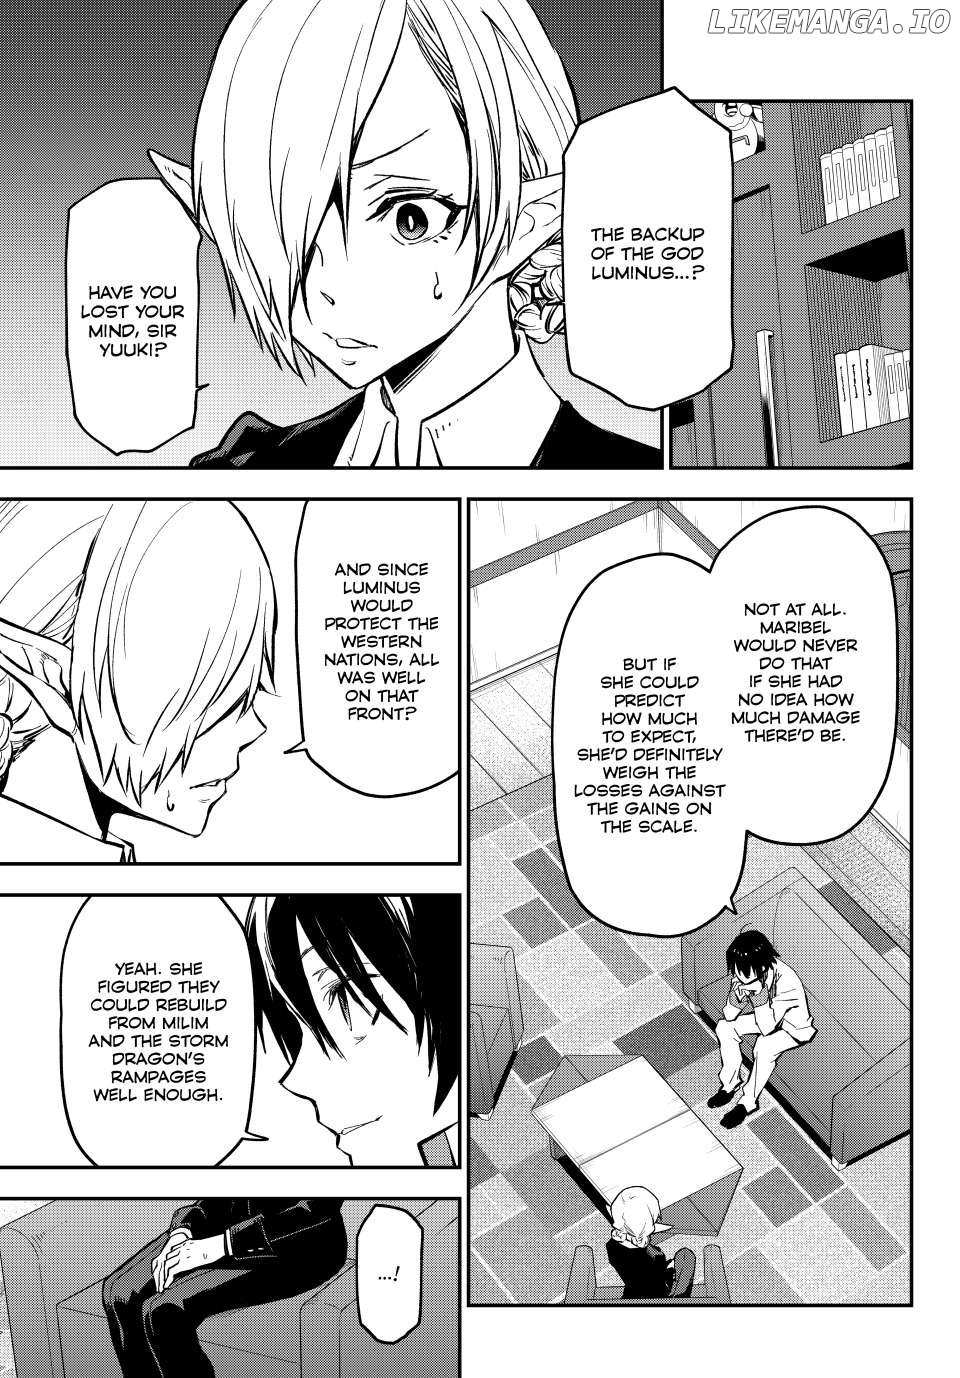 LIKEMANGA.IO
THE BACKUP
OF THE GOD
LUMINUS...?
HAVE YOU
LOST YOUR
MIND, SIR
YUUKI?
NOT AT ALL.
MARIBEL
WOULD NEVER
DO THAT
IF SHE HAD
NO IDEA HOW
MUCH DAMAGE
THERE'D BE.
BUT IF
SHE COULD
PREDICT
HOW MUCH
TO EXPECT,
SHE'D DEFINITELY
WEIGH THE
LOSSES AGAINST
THE GAINS ON
THE SCALE.
AND SINCE
LUMINUS
WOULD
PROTECT THE
WESTERN
NATIONS, ALL
WAS WELL
ON THAT
FRONT?
YEAH. SHE
FIGURED THEY
COULD REBUILD
FROM MILIM
AND THE STORM
DRAGON'S
RAMPAGES
WELL ENOUGH.
...!